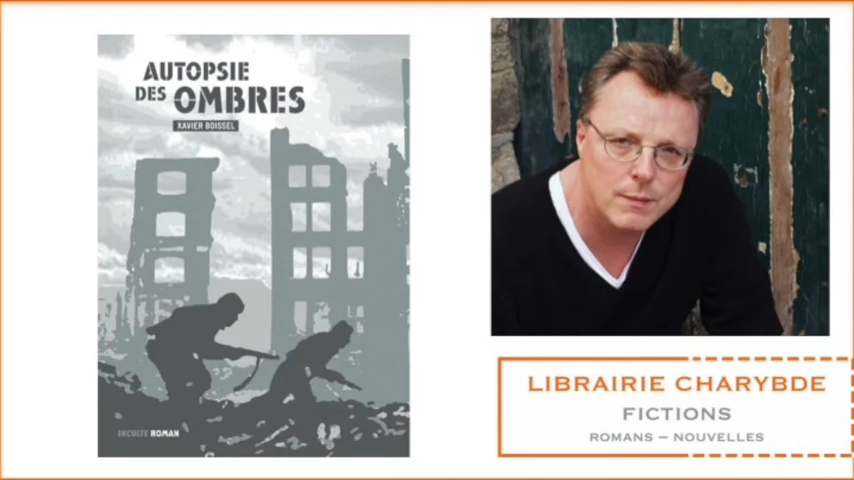 AUTOPSIE
DES OMBRES
XAVIER BOISSEL
INCULTE ROMAN
LIBRAIRIE CHARYBDE
FICTIONS
ROMANS – NOUVELLES